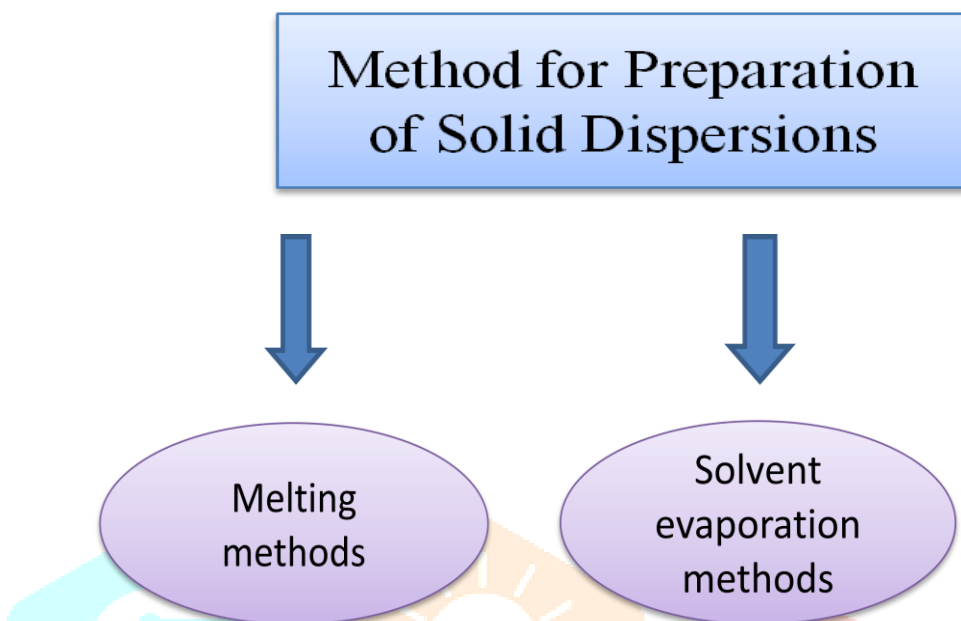 Method for Preparation
of Solid Dispersions
Melting
methods
Solvent
evaporation
methods